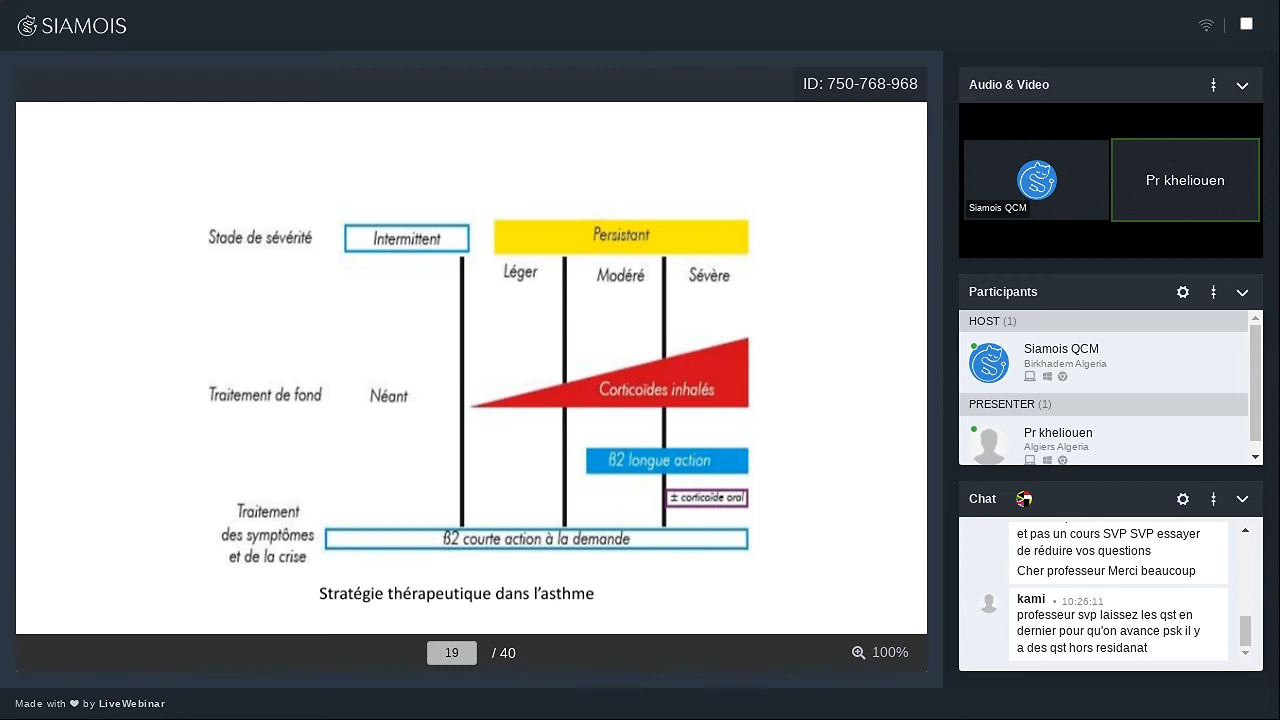 SIAMOIS
ID: 750-768-968
Stade de sévérité
Intermittent
Persistant
Léger
Modéré
Sévère
Traitement de fond
Néant
Corticoïdes inhalés
ß2 longue action
± corticoïde oral
Traitement
des symptômes
et de la crise
ß2 courte action à la demande
Stratégie thérapeutique dans l'asthme
19 / 40
100%
Audio & Video
Siamois QCM
Pr kheliouen
Participants
HOST (1)
Siamois QCM
Birkhadem Algeria
PRESENTER (1)
Pr kheliouen
Algiers Algeria
Chat
et pas un cours SVP SVP essayer
de réduire vos questions
Cher professeur Merci beaucoup
kami • 10:26:11
professeur svp laissez les qst en
dernier pour qu'on avance psk il y
a des qst hors residanat
Made with ❤ by LiveWebinar